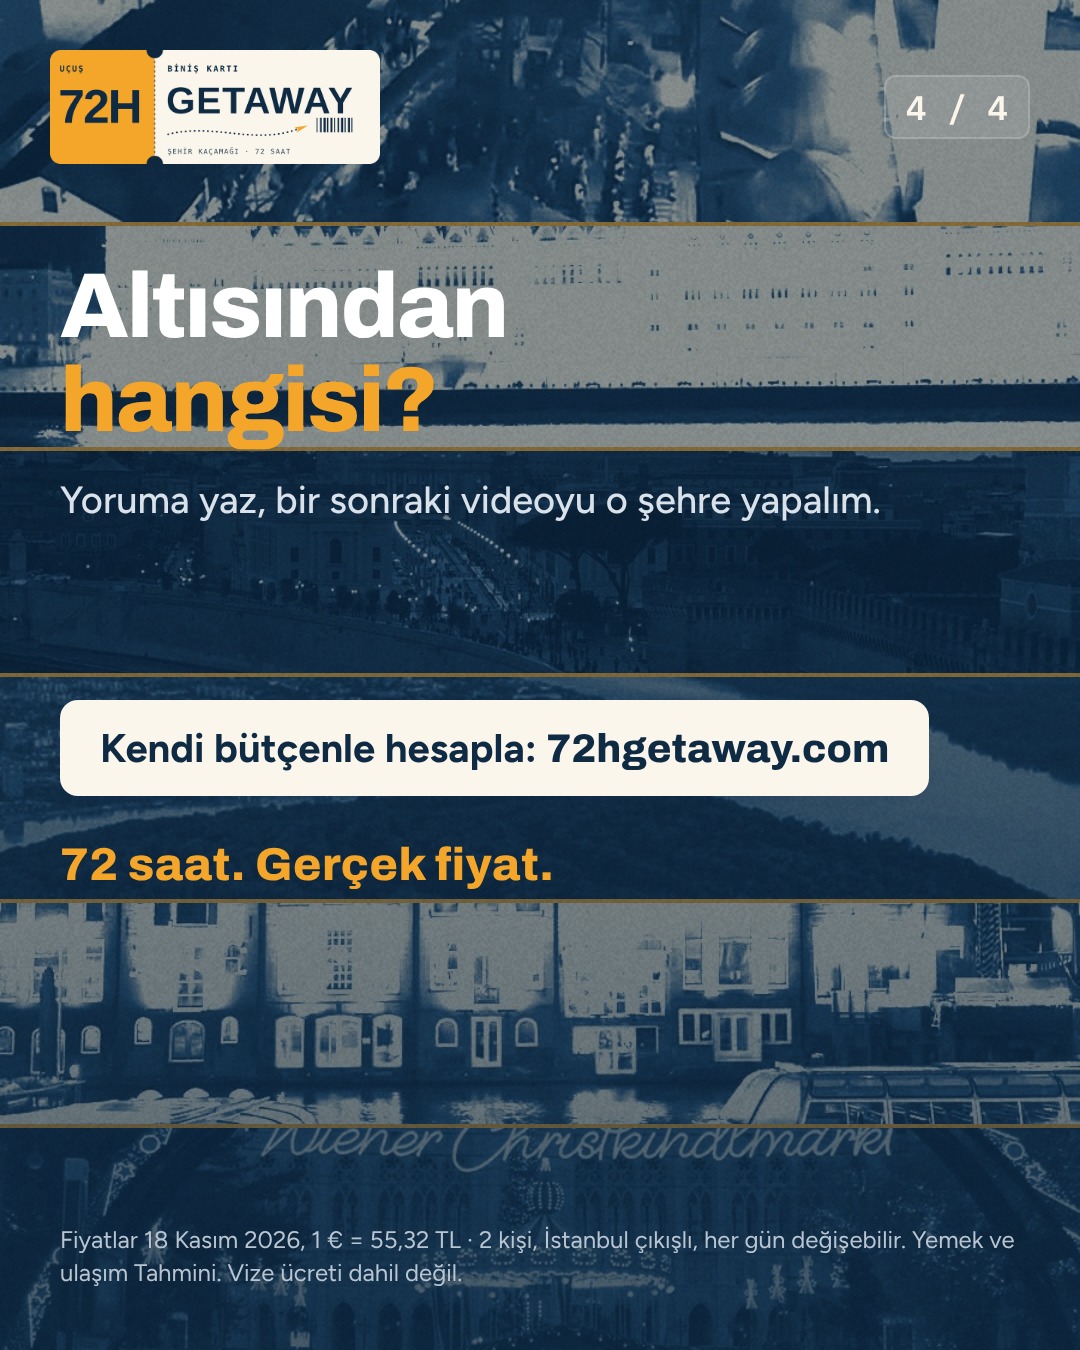 UÇUŞ
72H
BİNİŞ KARTI
GETAWAY
ŞEHİR KAÇAMAĞI · 72 SAAT
4 / 4
Altısından
hangisi?
Yoruma yaz, bir sonraki videoyu o şehre yapalım.
Kendi bütçenle hesapla: 72hgetaway.com
72 saat. Gerçek fiyat.
Wiener Christkindlmarkt
Fiyatlar 18 Kasım 2026, 1 € = 55,32 TL · 2 kişi, İstanbul çıkışlı, her gün değişebilir. Yemek ve
ulaşım Tahmini. Vize ücreti dahil değil.